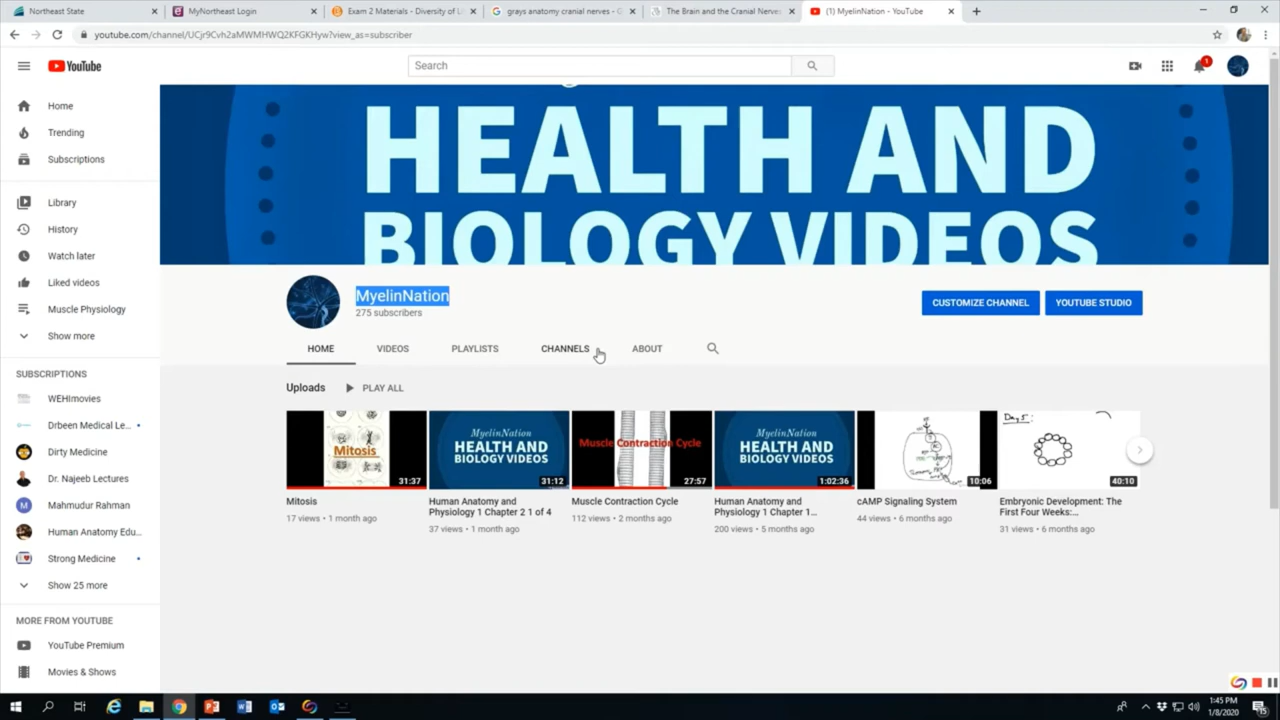 Northeast State
MyNortheast Login
Exam 2 Materials - Diversity of Li
grays anatomy cranial nerves - G
The Brain and the Cranial Nerves
(1) MyelinNation - YouTube
youtube.com/channel/UCjr9Cvh2aMWMHWQ2KFGKHyw?view_as=subscriber
YouTube
Search
1
Home
Trending
Subscriptions
Library
History
Watch later
Liked videos
Muscle Physiology
Show more
SUBSCRIPTIONS
WEHImovies
Drbeen Medical Le...
Dirty Medicine
Dr. Najeeb Lectures
M
Mahmudur Rahman
Human Anatomy Edu...
Strong Medicine
Show 25 more
MORE FROM YOUTUBE
YouTube Premium
Movies & Shows
HEALTH AND
BIOLOGY VIDEOS
MyelinNation
275 subscribers
CUSTOMIZE CHANNEL
YOUTUBE STUDIO
HOME
VIDEOS
PLAYLISTS
CHANNELS
ABOUT
Uploads
PLAY ALL
Mitosis
31:37
Mitosis
17 views • 1 month ago
MyelinNation
HEALTH AND
BIOLOGY VIDEOS
31:12
Human Anatomy and
Physiology 1 Chapter 2 1 of 4
37 views • 1 month ago
Muscle Contraction Cycle
27:57
Muscle Contraction Cycle
112 views • 2 months ago
MyelinNation
HEALTH AND
BIOLOGY VIDEOS
1:02:36
Human Anatomy and
Physiology 1 Chapter 1...
200 views • 5 months ago
10:06
cAMP Signaling System
44 views • 6 months ago
Day 5:
40:10
Embryonic Development: The
First Four Weeks:...
31 views • 6 months ago
1:45 PM
1/8/2020
15